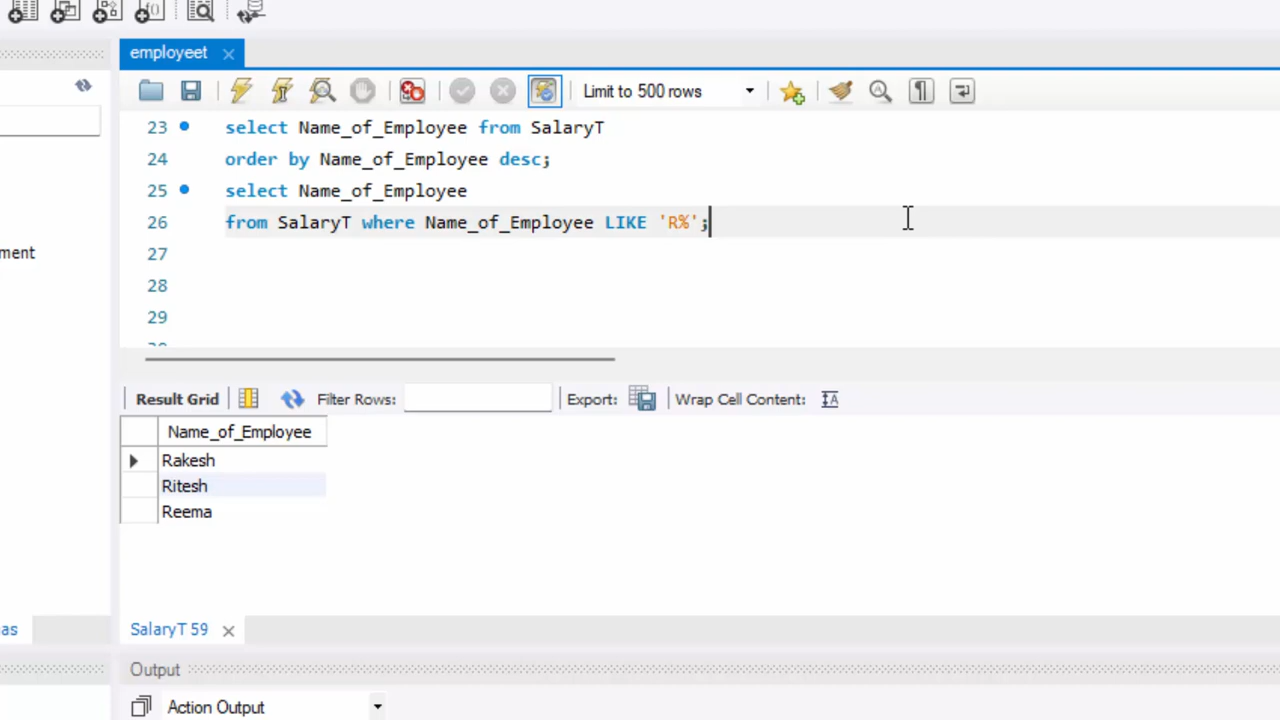 employeet
Limit to 500 rows
23 select Name_of_Employee from SalaryT
24 order by Name_of_Employee desc;
25 select Name_of_Employee
26 from SalaryT where Name_of_Employee LIKE 'R%';
27
ment
28
29
Result Grid Filter Rows: Export: Wrap Cell Content:
Name_of_Employee
Rakesh
Ritesh
Reema
as
SalaryT 59
Output
Action Output